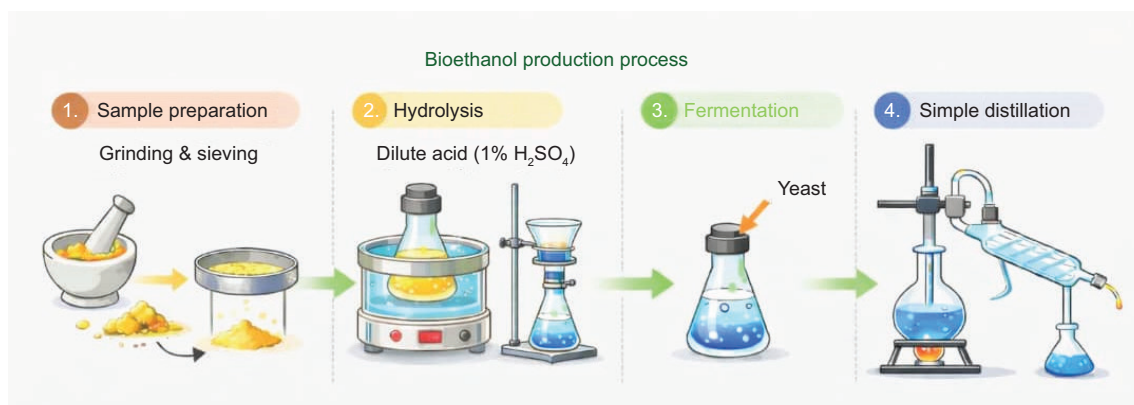 Bioethanol production process
1. Sample preparation
Grinding & sieving
2. Hydrolysis
Dilute acid (1% H₂SO₄)
3. Fermentation
Yeast
4. Simple distillation